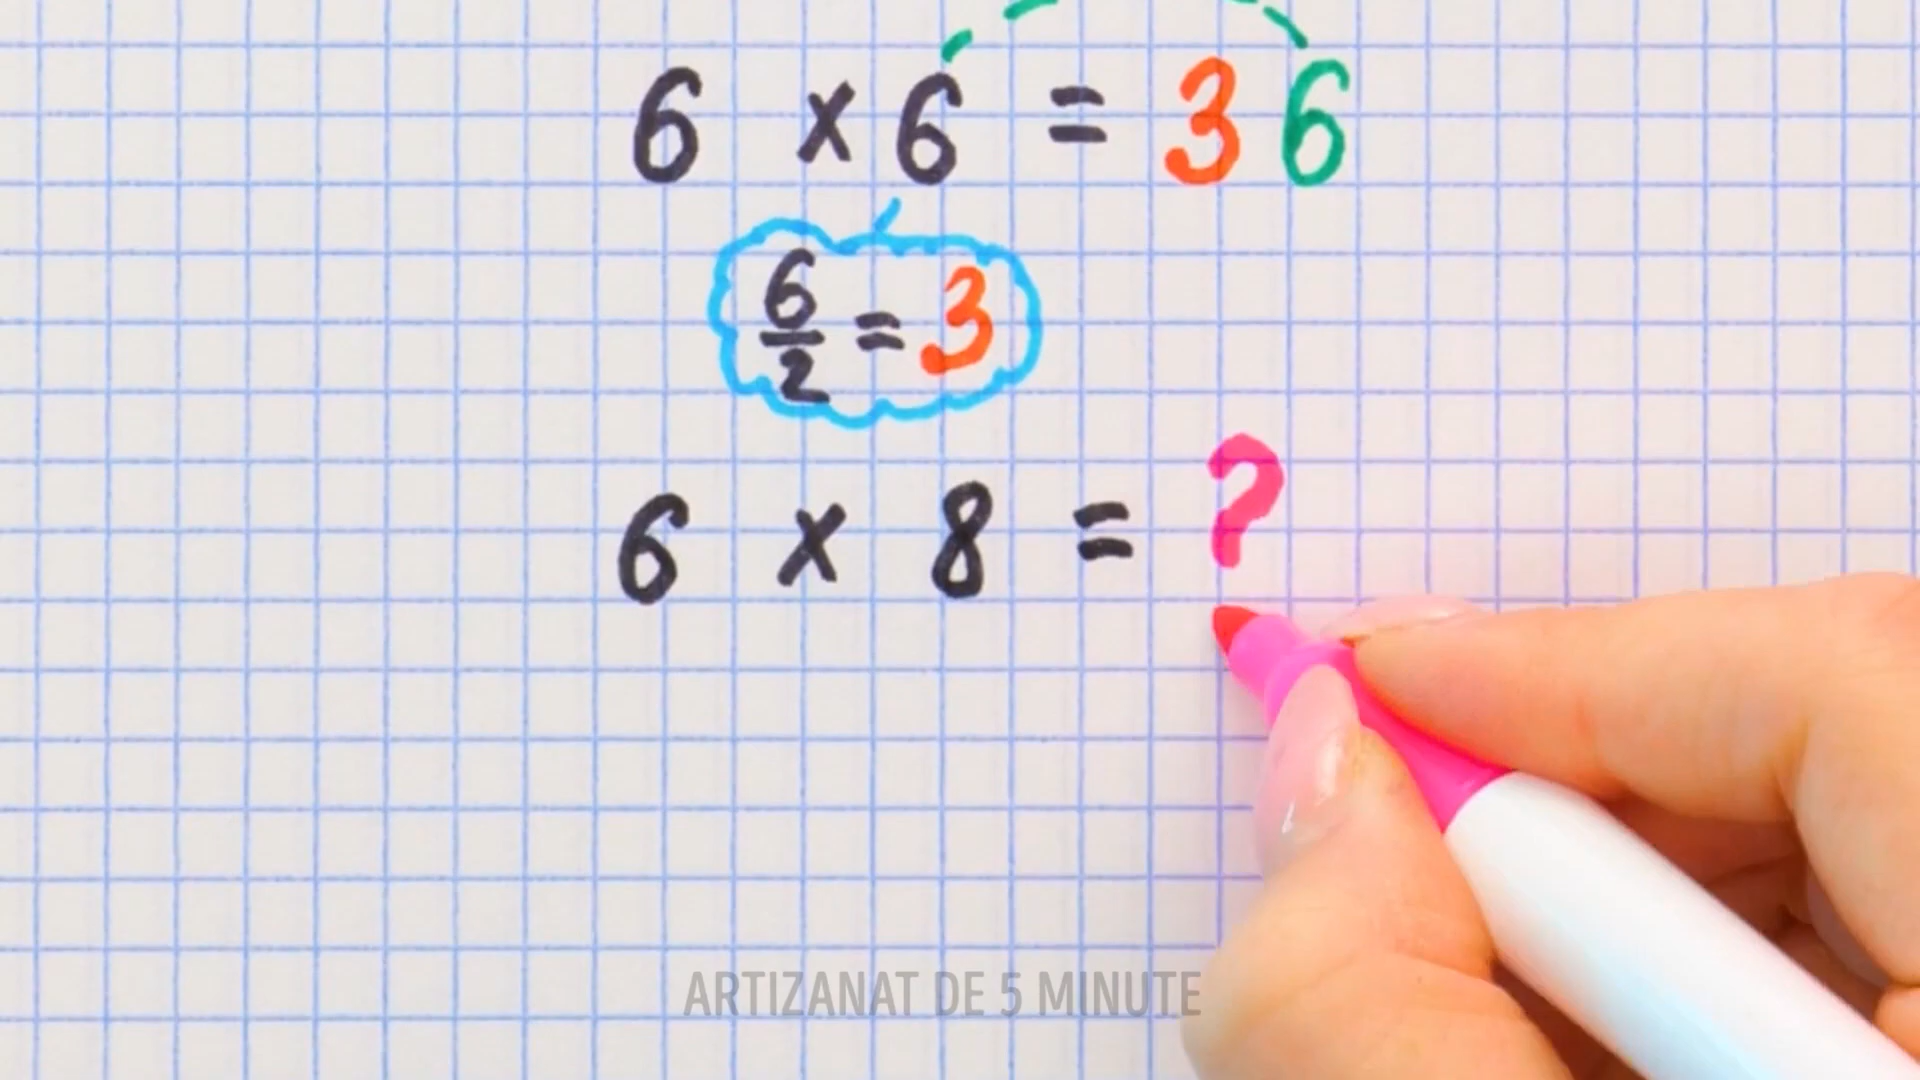 6 × 6 = 36
6/2 = 3
6 × 8 = ?
ARTIZANAT DE 5 MINUTE